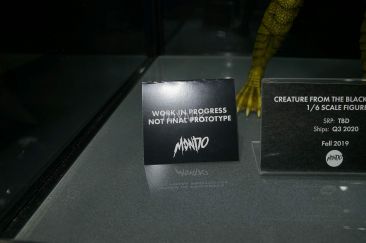 WORK IN PROGRESS
NOT FINAL PROTOTYPE
MONDO
CREATURE FROM THE BLACK
1/6 SCALE FIGURE
SRP: TBD
Ships: Q3 2020
Fall 2019
MONDO